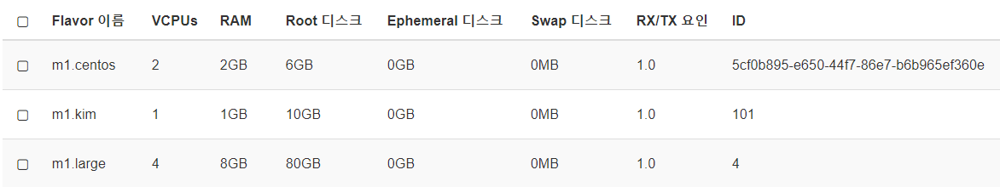 Flavor 이름 VCPUs RAM Root 디스크 Ephemeral 디스크 Swap 디스크 RX/TX 요인 ID
m1.centos 2 2GB 6GB 0GB 0MB 1.0 5cf0b895-e650-44f7-86e7-b6b965ef360e
m1.kim 1 1GB 10GB 0GB 0MB 1.0 101
m1.large 4 8GB 80GB 0GB 0MB 1.0 4